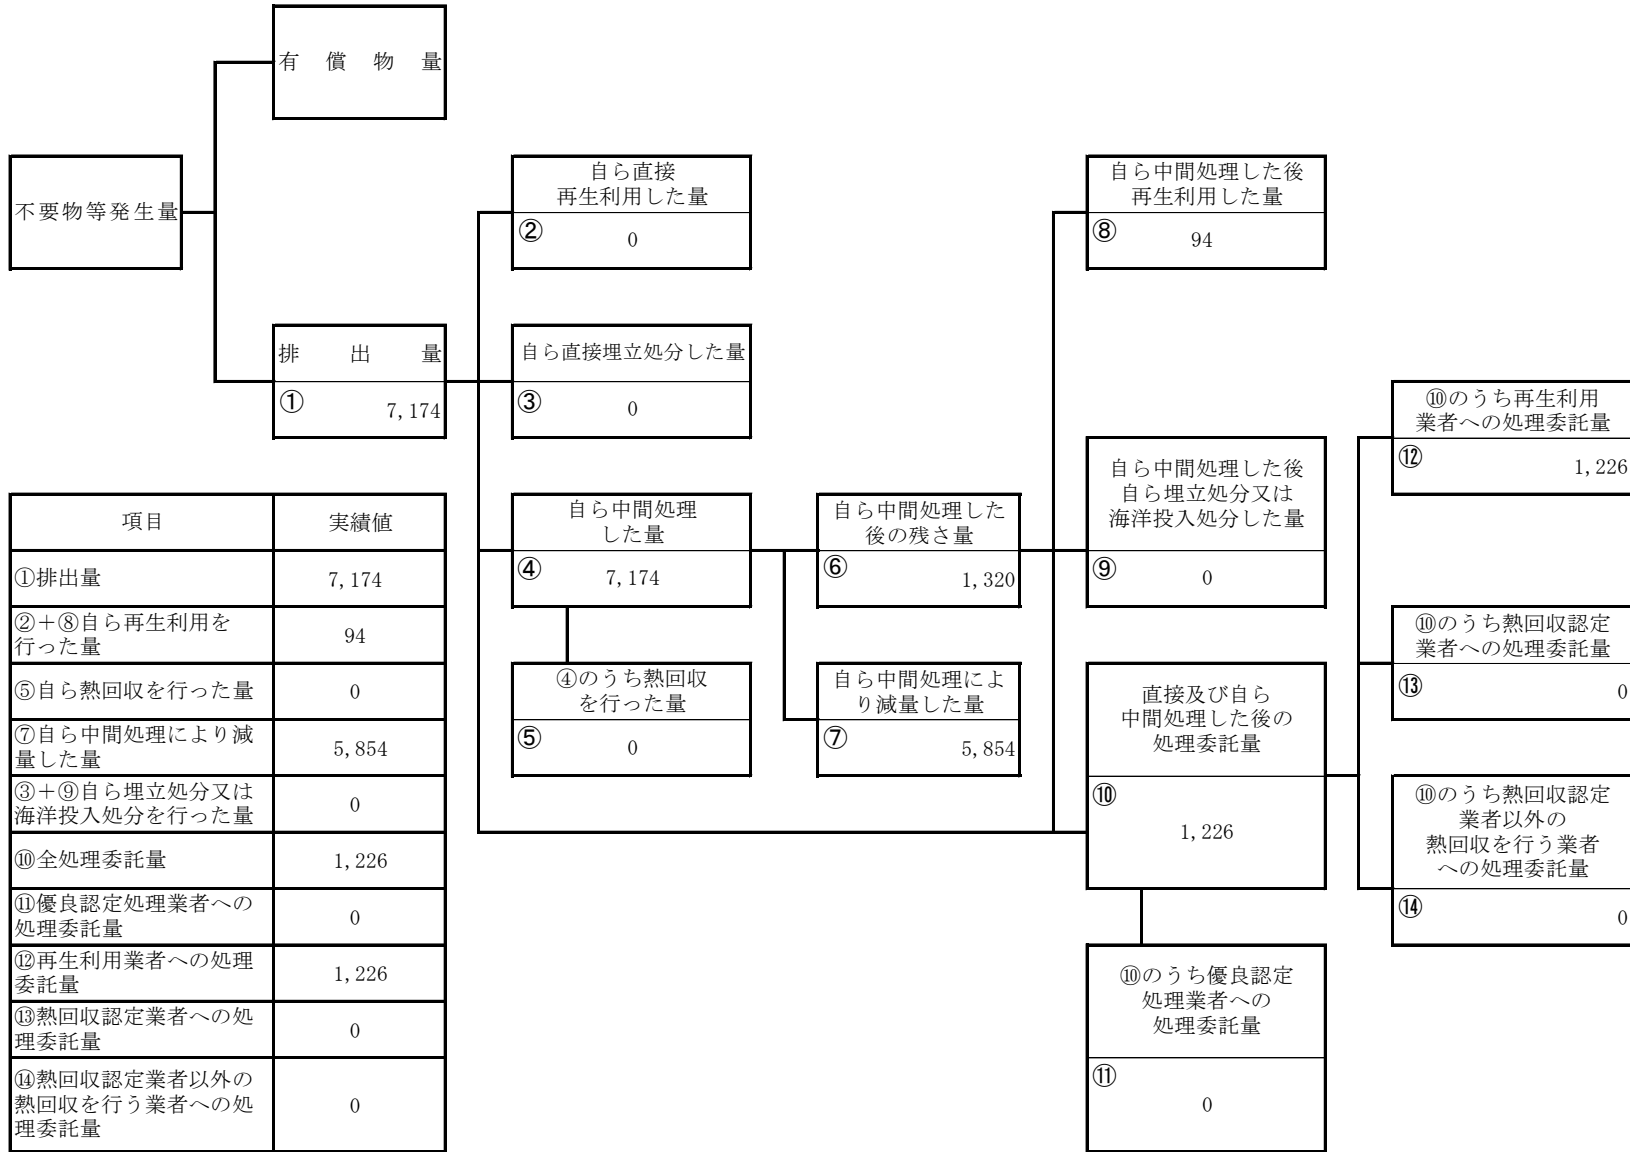 有償物量
不要物等発生量
排出量
① 7,174
自ら直接
再生利用した量
② 0
自ら直接埋立処分した量
③ 0
自ら中間処理
した量
④ 7,174
④のうち熱回収
を行った量
⑤ 0
自ら中間処理した
後の残さ量
⑥ 1,320
自ら中間処理によ
り減量した量
⑦ 5,854
自ら中間処理した後
再生利用した量
⑧ 94
自ら中間処理した後
自ら埋立処分又は
海洋投入処分した量
⑨ 0
直接及び自ら
中間処理した後の
処理委託量
⑩
1,226
⑩のうち優良認定
処理業者への
処理委託量
⑪
0
⑩のうち再生利用
業者への処理委託量
⑫ 1,226
⑩のうち熱回収認定
業者への処理委託量
⑬ 0
⑩のうち熱回収認定
業者以外の
熱回収を行う業者
への処理委託量
⑭ 0
項目 実績値
①排出量 7,174
②＋⑧自ら再生利用を
行った量 94
⑤自ら熱回収を行った量 0
⑦自ら中間処理により減
量した量 5,854
③＋⑨自ら埋立処分又は
海洋投入処分を行った量 0
⑩全処理委託量 1,226
⑪優良認定処理業者への
処理委託量 0
⑫再生利用業者への処理
委託量 1,226
⑬熱回収認定業者への処
理委託量 0
⑭熱回収認定業者以外の
熱回収を行う業者への処
理委託量 0